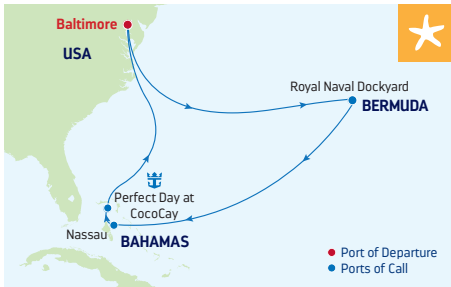 Baltimore
USA
Royal Naval Dockyard
BERMUDA
Perfect Day at
CocoCay
Nassau
BAHAMAS
Port of Departure
Ports of Call